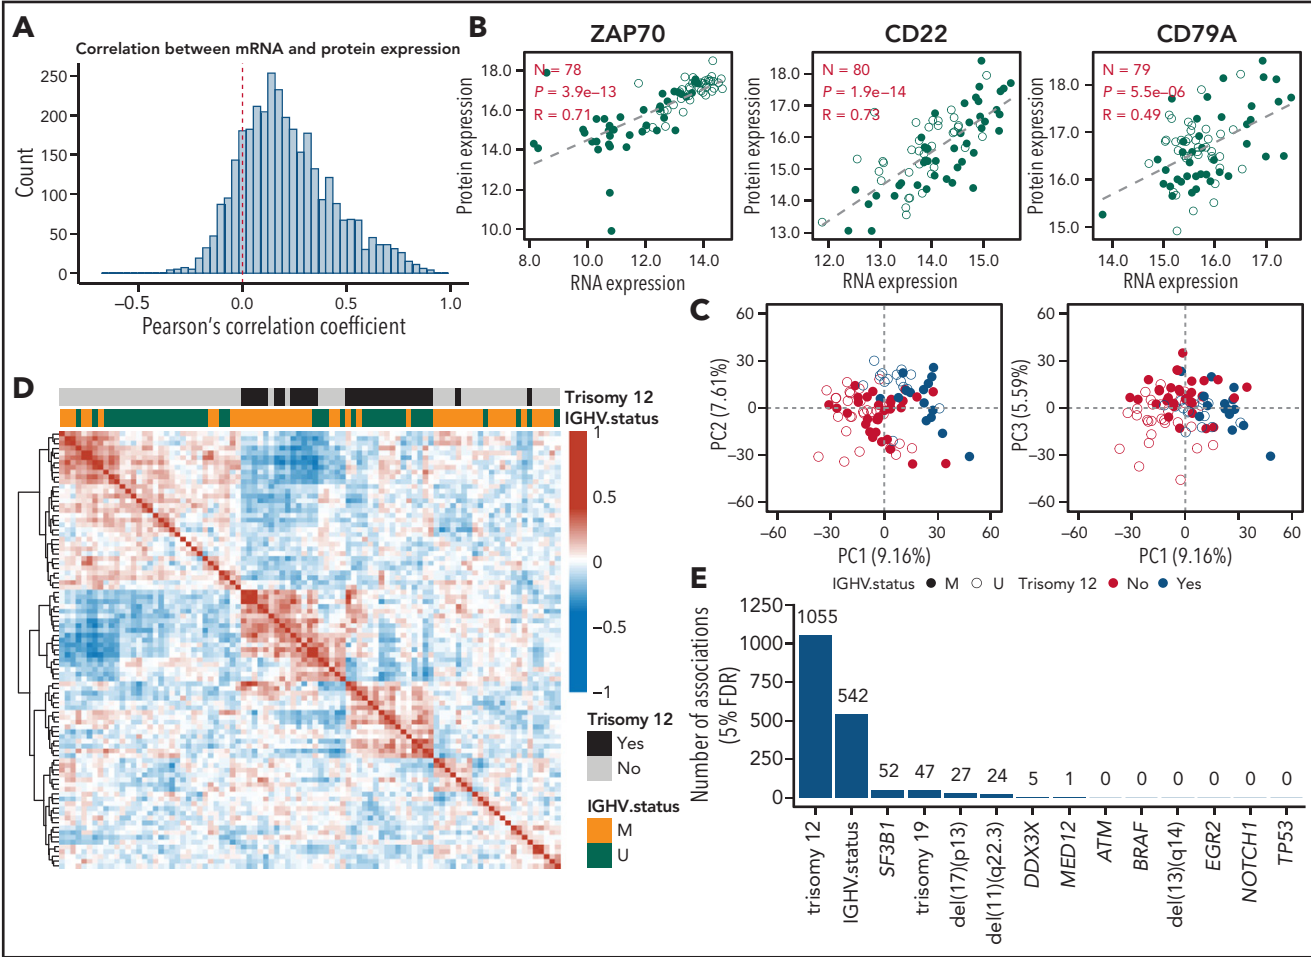 A
Correlation between mRNA and protein expression
Count
250
200
150
100
50
0
−0.5
0.0
0.5
1.0
Pearson's correlation coefficient
B
ZAP70
Protein expression
18.0
16.0
14.0
12.0
10.0
N = 78
P = 3.9e−13
R = 0.71
8.0
10.0
12.0
14.0
RNA expression
CD22
Protein expression
18.0
17.0
16.0
15.0
14.0
13.0
N = 80
P = 1.9e−14
R = 0.73
12.0
13.0
14.0
15.0
RNA expression
CD79A
Protein expression
18.0
17.0
16.0
15.0
N = 79
P = 5.5e−06
R = 0.49
14.0
15.0
16.0
17.0
RNA expression
C
PC2 (7.61%)
60
30
0
−30
−60
−60
−30
0
30
60
PC1 (9.16%)
PC3 (5.59%)
60
30
0
−30
−60
−60
−30
0
30
60
PC1 (9.16%)
IGHV.status M U Trisomy 12 No Yes
D
Trisomy 12
IGHV.status
1
0.5
0
−0.5
−1
Trisomy 12
Yes
No
IGHV.status
M
U
E
Number of associations
(5% FDR)
1250
1000
750
500
250
0
1055
542
52
47
27
24
5
1
0
0
0
0
0
0
trisomy 12
IGHV.status
SF3B1
trisomy 19
del(17)(p13)
del(11)(q22.3)
DDX3X
MED12
ATM
BRAF
del(13)(q14)
EGR2
NOTCH1
TP53